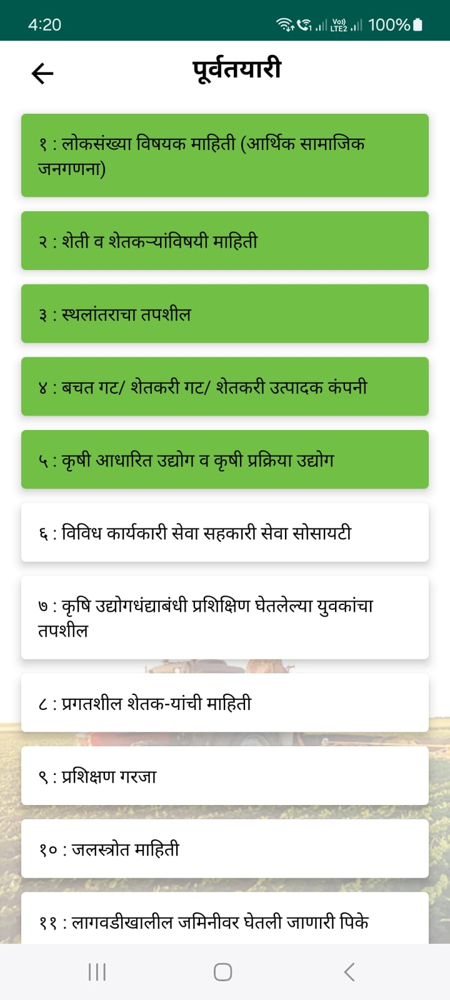 4:20
Vo)) LTE2 100%
पूर्वतयारी
१ : लोकसंख्या विषयक माहिती (आर्थिक सामाजिक
जनगणना)
२ : शेती व शेतकऱ्यांविषयी माहिती
३ : स्थलांतराचा तपशील
४ : बचत गट/ शेतकरी गट/ शेतकरी उत्पादक कंपनी
५ : कृषी आधारित उद्योग व कृषी प्रक्रिया उद्योग
६ : विविध कार्यकारी सेवा सहकारी सेवा सोसायटी
७ : कृषि उद्योगधंद्याबंधी प्रशिक्षिण घेतलेल्या युवकांचा
तपशील
८ : प्रगतशील शेतक-यांची माहिती
९ : प्रशिक्षण गरजा
१० : जलस्त्रोत माहिती
११ : लागवडीखालील जमिनीवर घेतली जाणारी पिके